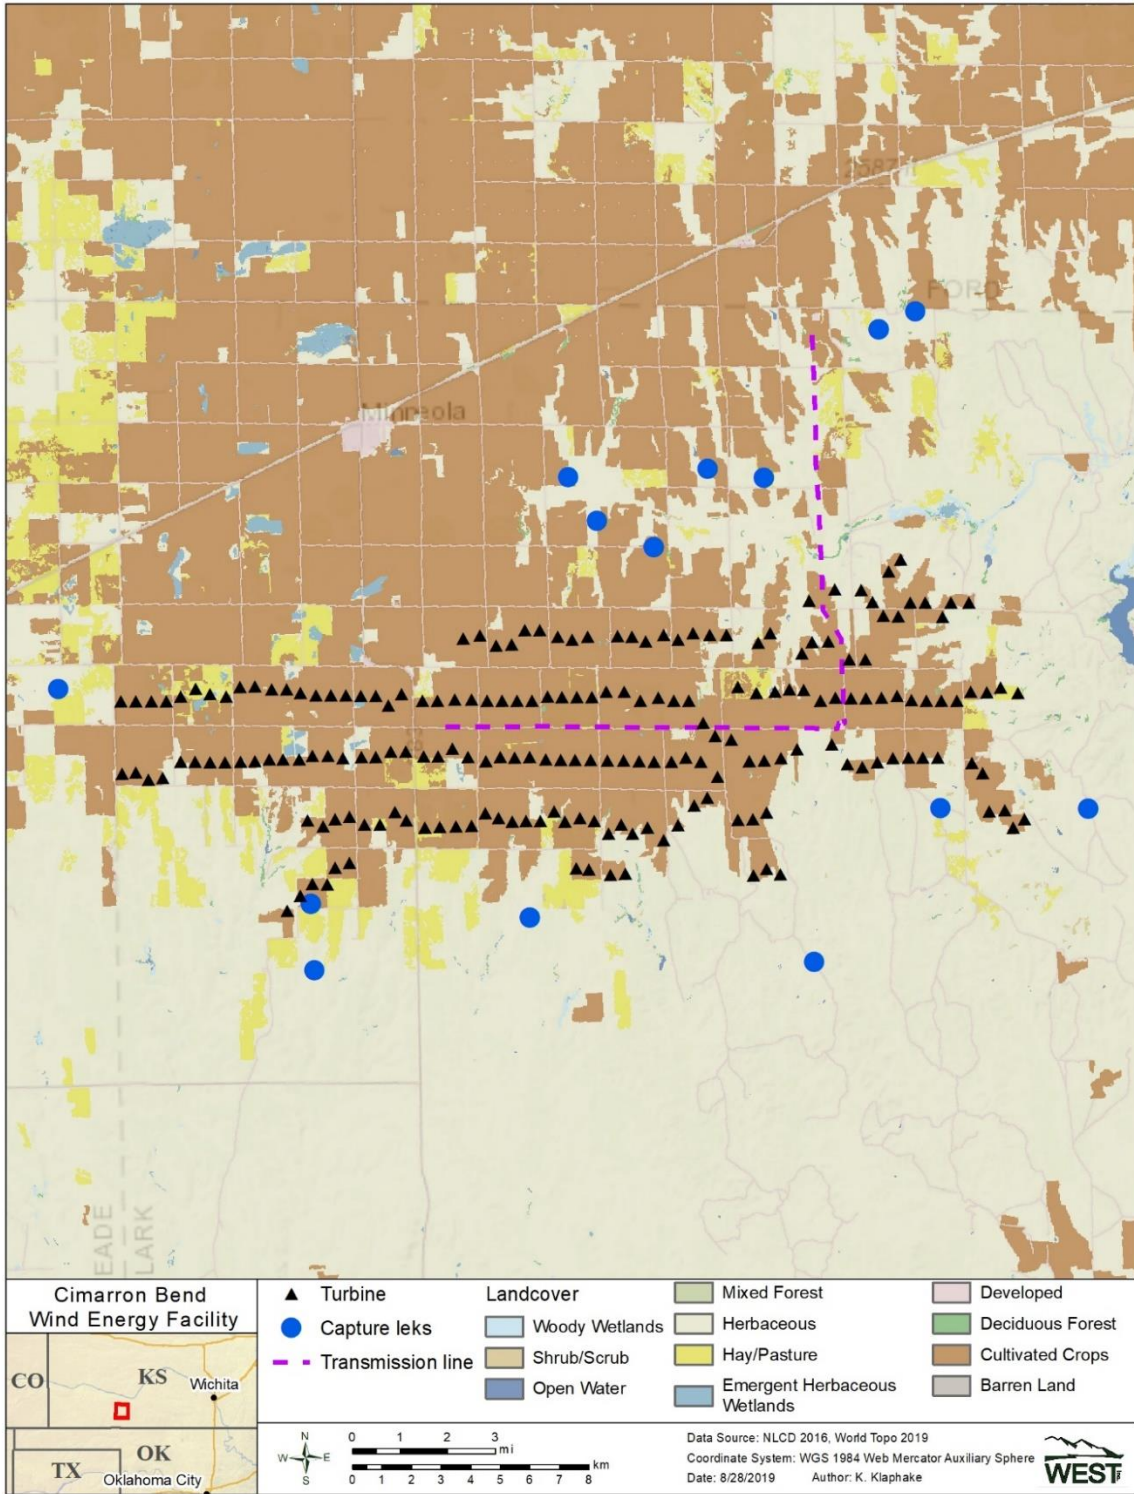 2587 ft
FORD
Minneola
EADE
LARK
Cimarron Bend
Wind Energy Facility
CO
KS
Wichita
OK
TX
Oklahoma City
Turbine
Capture leks
Transmission line
Landcover
Woody Wetlands
Shrub/Scrub
Open Water
Mixed Forest
Herbaceous
Hay/Pasture
Emergent Herbaceous
Wetlands
Developed
Deciduous Forest
Cultivated Crops
Barren Land
N
W
E
S
0 1 2 3
mi
km
0 1 2 3 4 5 6 7 8
Data Source: NLCD 2016, World Topo 2019
Coordinate System: WGS 1984 Web Mercator Auxiliary Sphere
Date: 8/28/2019 Author: K. Klaphake
WEST